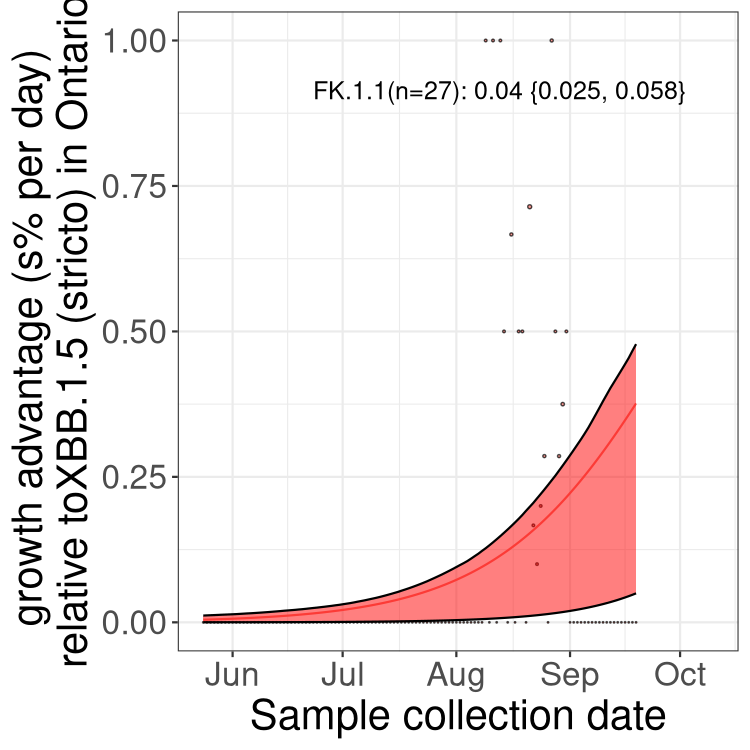 growth advantage (s% per day)
relative toXBB.1.5 (stricto) in Ontario
1.00
0.75
0.50
0.25
0.00
FK.1.1(n=27): 0.04 {0.025, 0.058}
Jun Jul Aug Sep Oct
Sample collection date